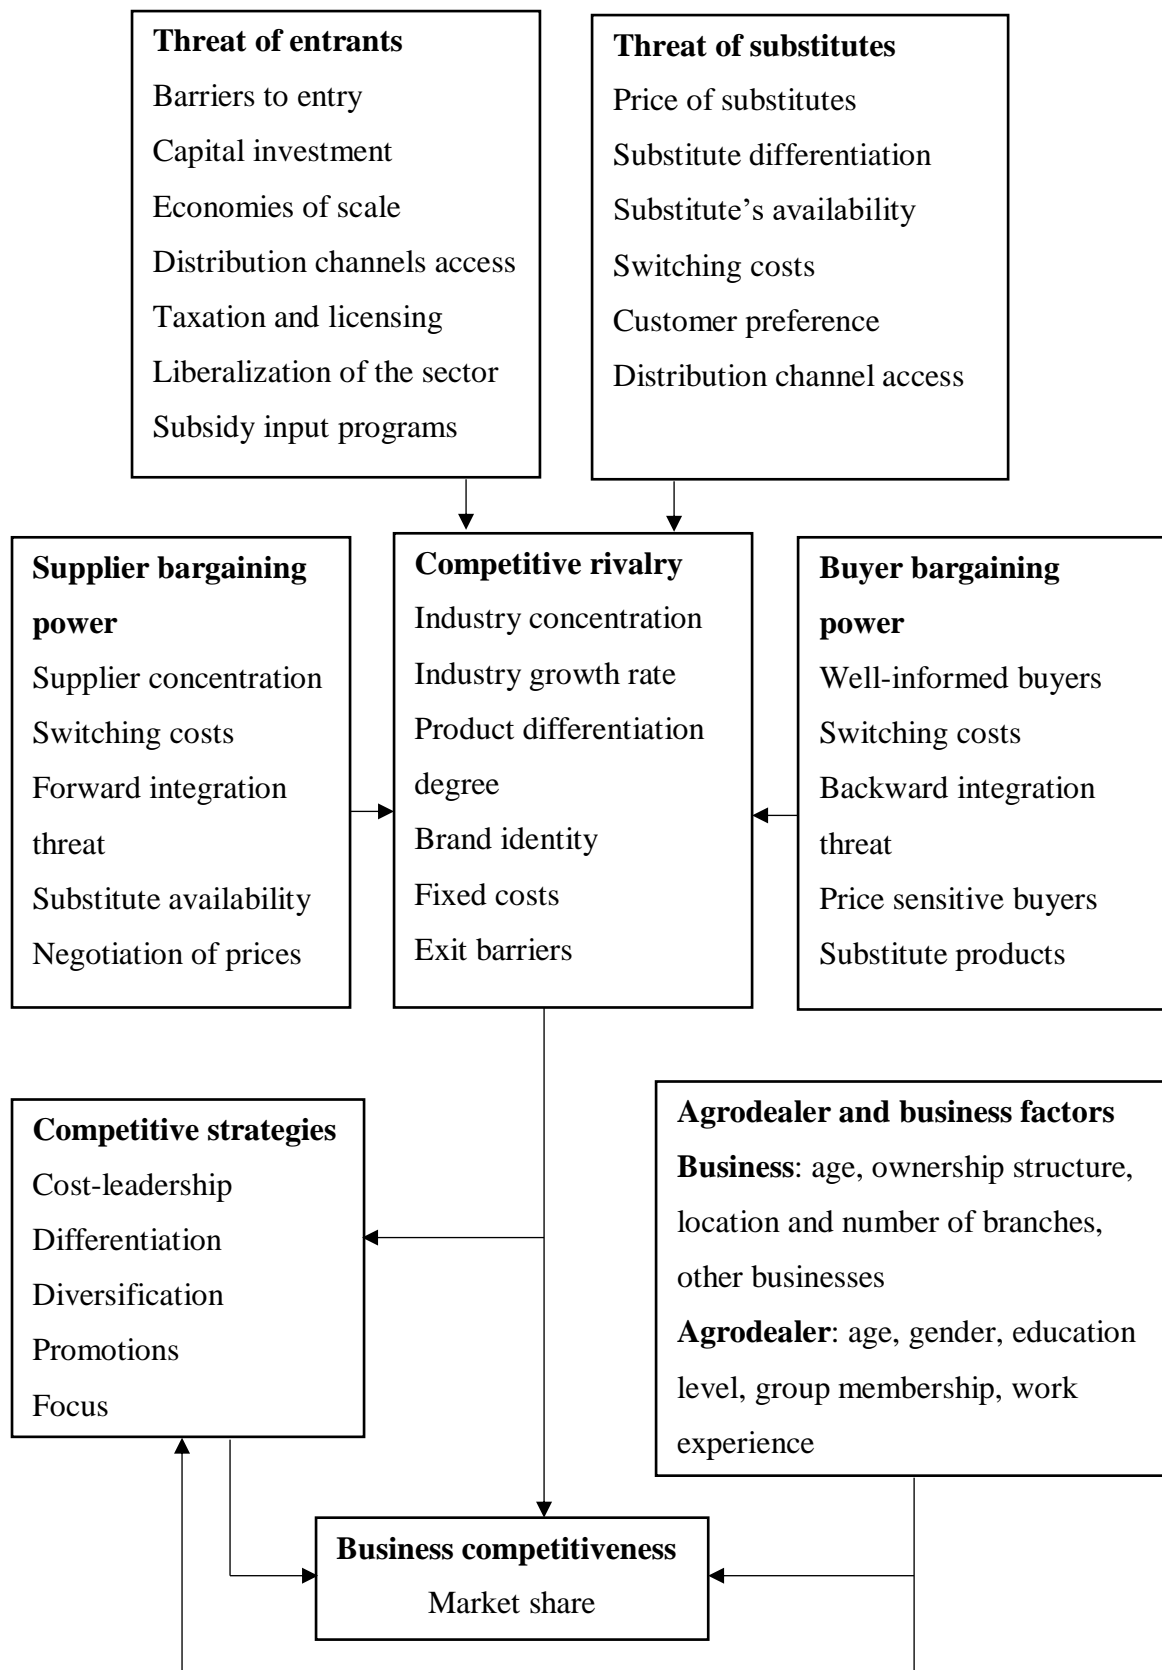 Threat of entrants
Barriers to entry
Capital investment
Economies of scale
Distribution channels access
Taxation and licensing
Liberalization of the sector
Subsidy input programs
Threat of substitutes
Price of substitutes
Substitute differentiation
Substitute’s availability
Switching costs
Customer preference
Distribution channel access
Supplier bargaining
power
Supplier concentration
Switching costs
Forward integration
threat
Substitute availability
Negotiation of prices
Competitive rivalry
Industry concentration
Industry growth rate
Product differentiation
degree
Brand identity
Fixed costs
Exit barriers
Buyer bargaining
power
Well-informed buyers
Switching costs
Backward integration
threat
Price sensitive buyers
Substitute products
Competitive strategies
Cost-leadership
Differentiation
Diversification
Promotions
Focus
Agrodealer and business factors
Business: age, ownership structure,
location and number of branches,
other businesses
Agrodealer: age, gender, education
level, group membership, work
experience
Business competitiveness
Market share